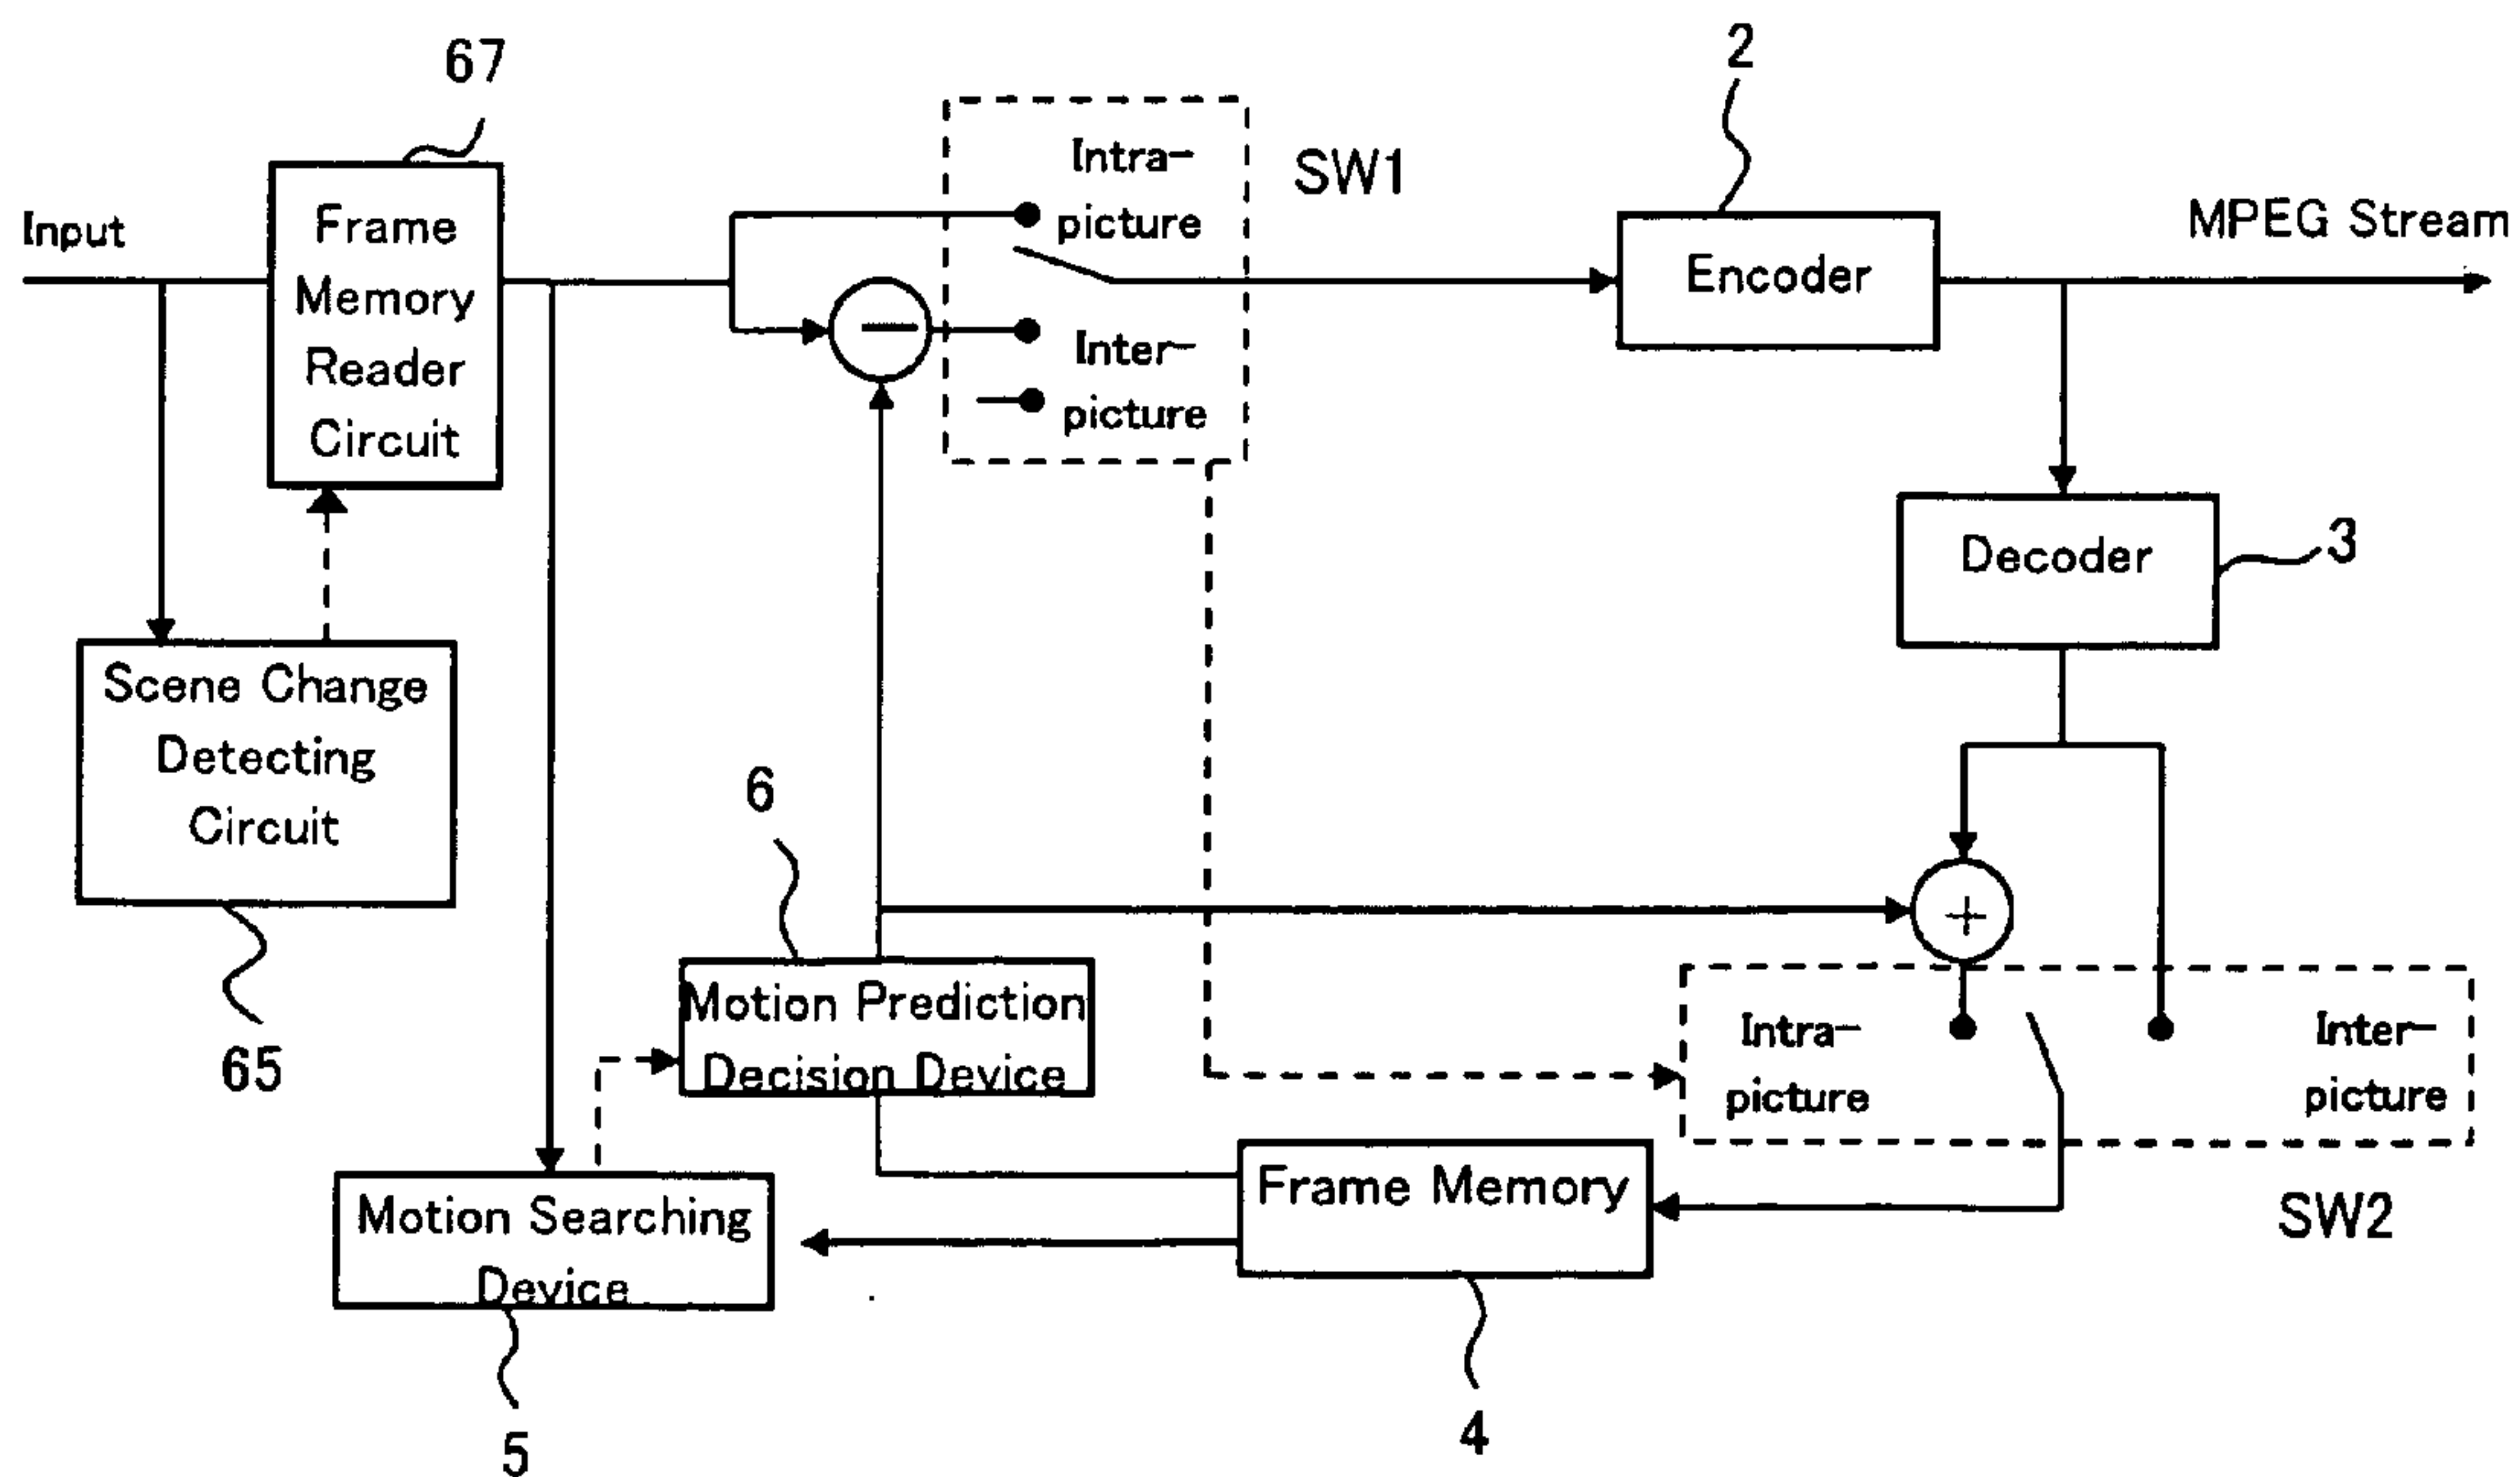 67
2
Input
Frame
Memory
Reader
Circuit
Intra-
picture
Inter-
picture
SW1
Encoder
MPEG Stream
Decoder
3
Scene Change
Detecting
Circuit
65
6
Motion Prediction
Decision Device
+
Intra-
picture
Inter-
picture
SW2
Motion Searching
Device
5
Frame Memory
4